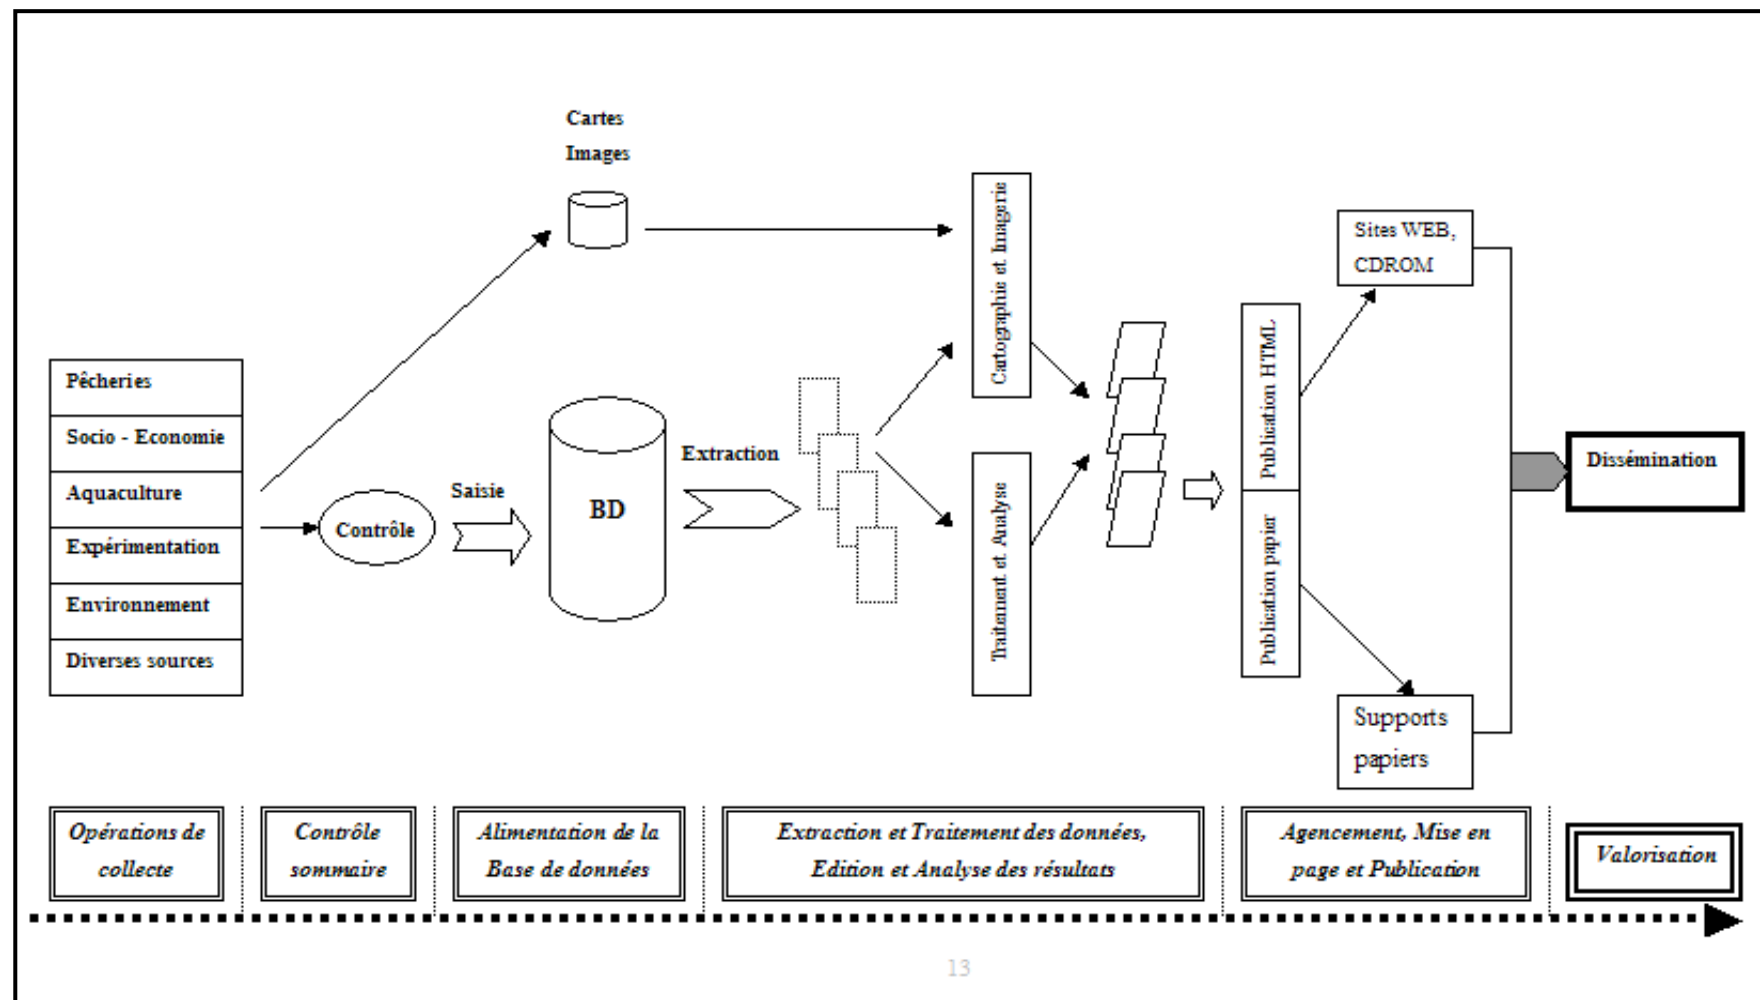 Cartes
Images
Pêcheries
Socio - Economie
Aquaculture
Expérimentation
Environnement
Diverses sources
Contrôle
Saisie
BD
Extraction
Cartographie et Imagerie
Traitement et Analyse
Publication HTML
Publication papier
Sites WEB,
CDROM
Supports
papiers
Dissémination
Opérations de
collecte
Contrôle
sommaire
Alimentation de la
Base de données
Extraction et Traitement des données,
Edition et Analyse des résultats
Agencement, Mise en
page et Publication
Valorisation
13